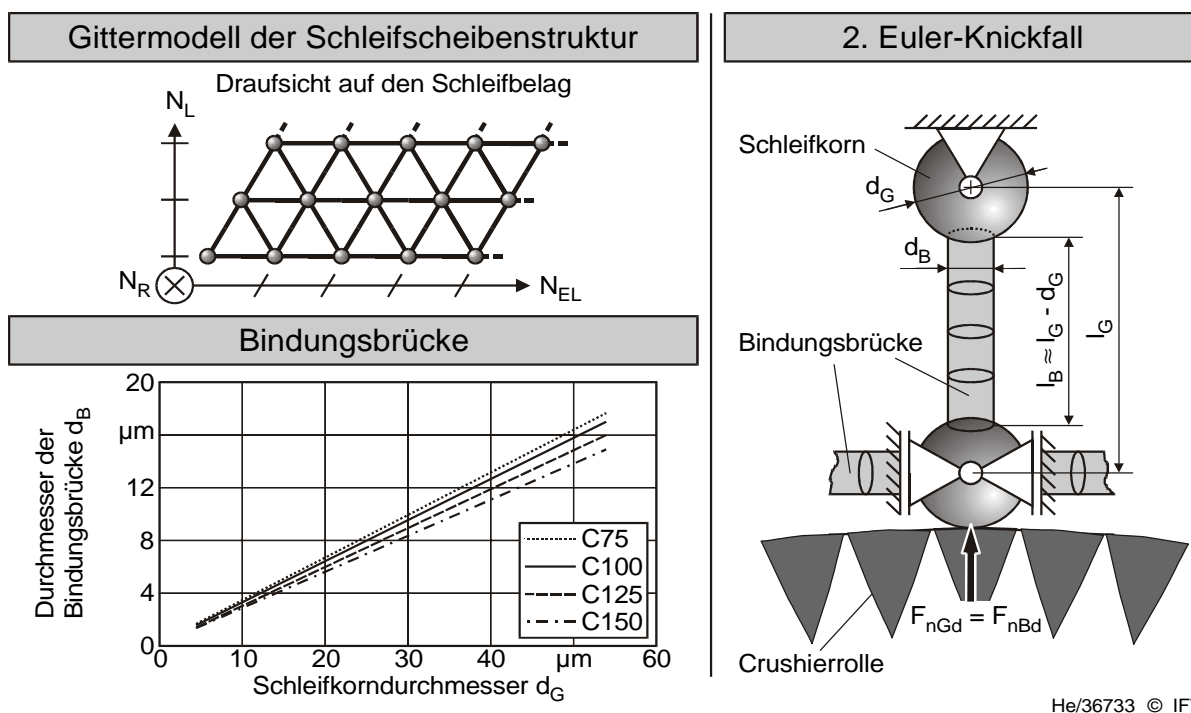 Gittermodell der Schleifscheibenstruktur
Draufsicht auf den Schleifbelag
N_L
N_R
N_EL
Bindungsbrücke
Durchmesser der
Bindungsbrücke d_B
20
µm
12
8
4
0
0
10
20
30
40
µm
60
Schleifkorndurchmesser d_G
C75
C100
C125
C150
2. Euler-Knickfall
Schleifkorn
d_G
d_B
l_B ≈ l_G - d_G
l_G
Bindungsbrücke
F_nGd = F_nBd
Crushierrolle
He/36733 © IF